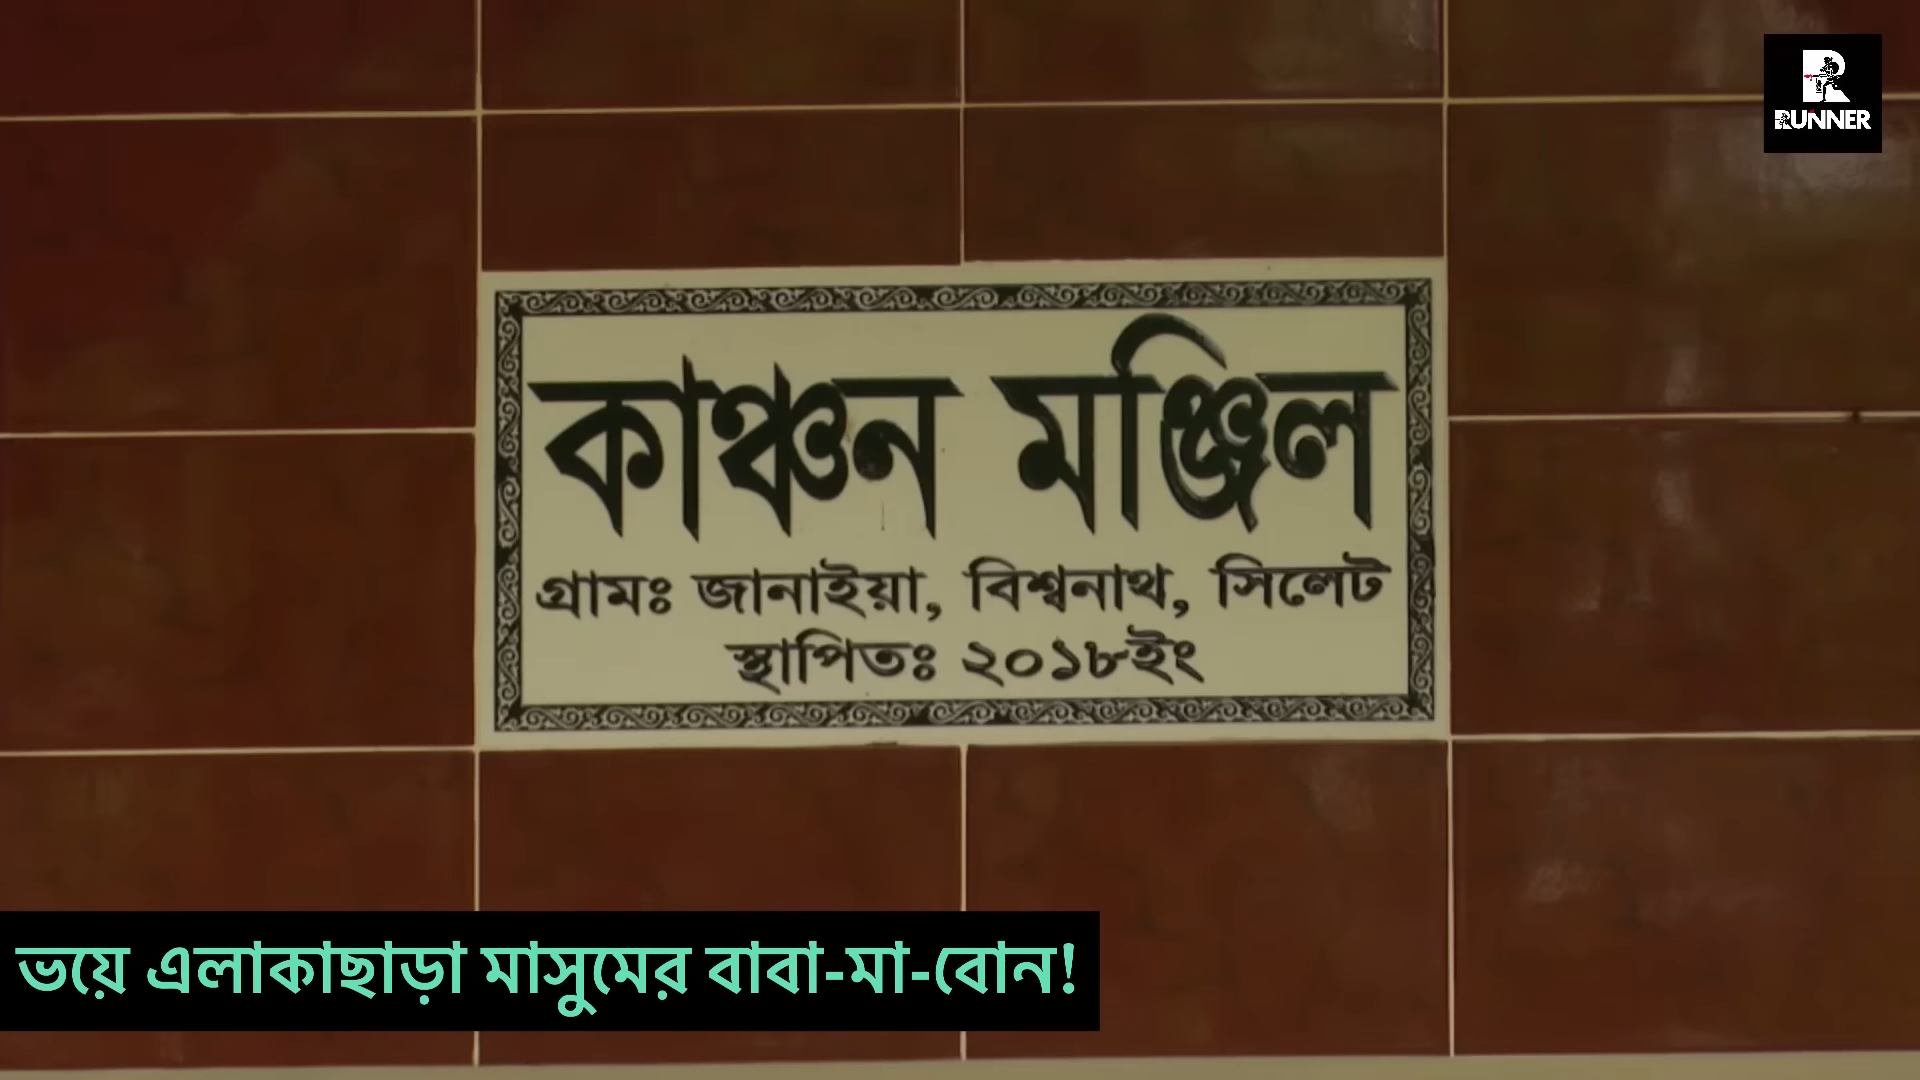 RUNNER
কাঞ্চন মঞ্জিল
গ্রামঃ জানাইয়া, বিশ্বনাথ, সিলেট
স্থাপিতঃ ২০১৮ইং
ভয়ে এলাকাছাড়া মাসুমের বাবা-মা-বোন!